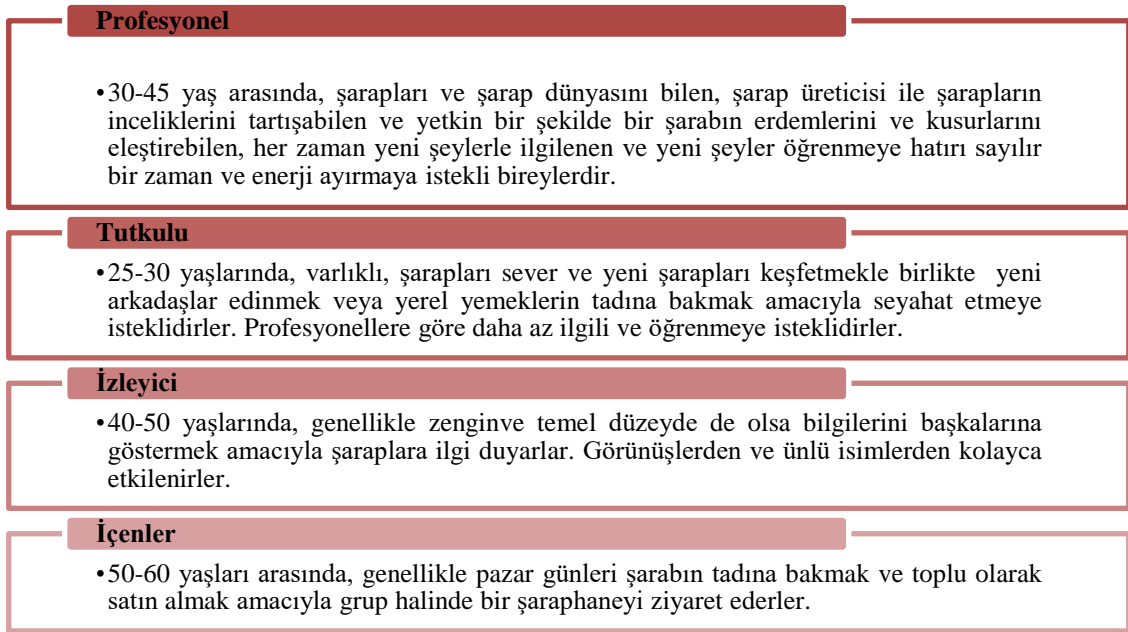 Profesyonel
•30-45 yaş arasında, şarapları ve şarap dünyasını bilen, şarap üreticisi ile şarapların
inceliklerini tartışabilen ve yetkin bir şekilde bir şarabın erdemlerini ve kusurlarını
eleştirebilen, her zaman yeni şeylerle ilgilenen ve yeni şeyler öğrenmeye hatırı sayılır
bir zaman ve enerji ayırmaya istekli bireylerdir.
Tutkulu
•25-30 yaşlarında, varlıklı, şarapları sever ve yeni şarapları keşfetmekle birlikte yeni
arkadaşlar edinmek veya yerel yemeklerin tadına bakmak amacıyla seyahat etmeye
isteklidirler. Profesyonellere göre daha az ilgili ve öğrenmeye isteklidirler.
İzleyici
•40-50 yaşlarında, genellikle zenginve temel düzeyde de olsa bilgilerini başkalarına
göstermek amacıyla şaraplara ilgi duyarlar. Görünüşlerden ve ünlü isimlerden kolayca
etkilenirler.
İçenler
•50-60 yaşları arasında, genellikle pazar günleri şarabın tadına bakmak ve toplu olarak
satın almak amacıyla grup halinde bir şaraphaneyi ziyaret ederler.